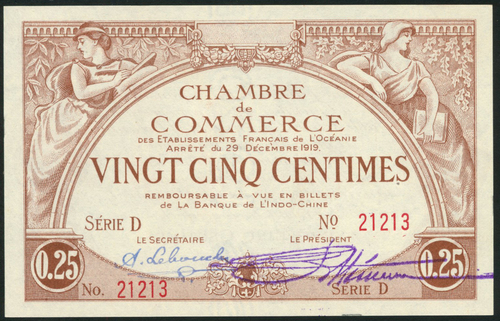 CHAMBRE
de
COMMERCE
DES ETABLISSEMENTS FRANÇAIS DE L'OCÉANIE
ARRÊTÉ DU 29 DÉCEMBRE 1919.
VINGT CINQ CENTIMES
REMBOURSABLE À VUE EN BILLETS
DE LA BANQUE DE L'INDO-CHINE
SÉRIE D No 21213
LE SECRÉTAIRE LE PRÉSIDENT
0.25 0.25
No. 21213 SÉRIE D